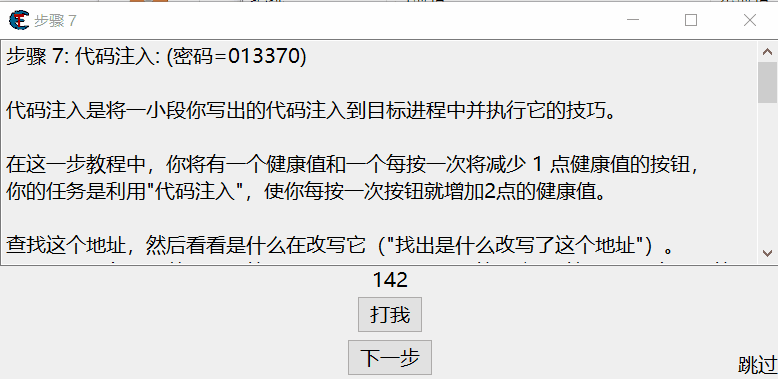 步骤 7
步骤 7: 代码注入: (密码=013370)
代码注入是将一小段你写出的代码注入到目标进程中并执行它的技巧。
在这一步教程中，你将有一个健康值和一个每按一次将减少 1 点健康值的按钮，
你的任务是利用"代码注入"，使你每按一次按钮就增加2点的健康值。
查找这个地址，然后看看是什么在改写它（"找出是什么改写了这个地址"）。
142
打我
下一步
跳过